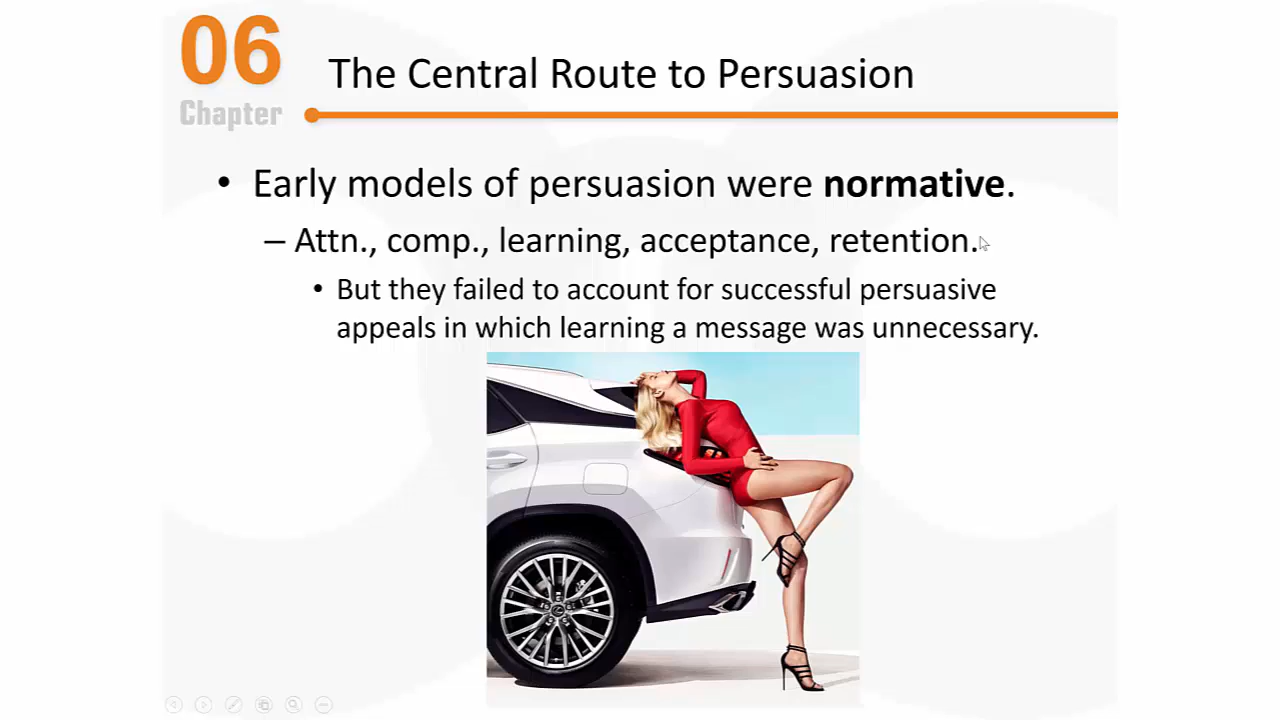 06
Chapter
The Central Route to Persuasion
• Early models of persuasion were normative.
– Attn., comp., learning, acceptance, retention.
• But they failed to account for successful persuasive
appeals in which learning a message was unnecessary.